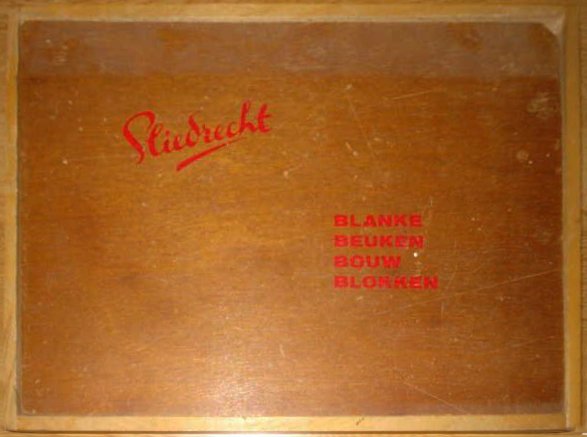 Sliedrecht
BLANKE
BEUKEN
BOUW
BLOKKEN